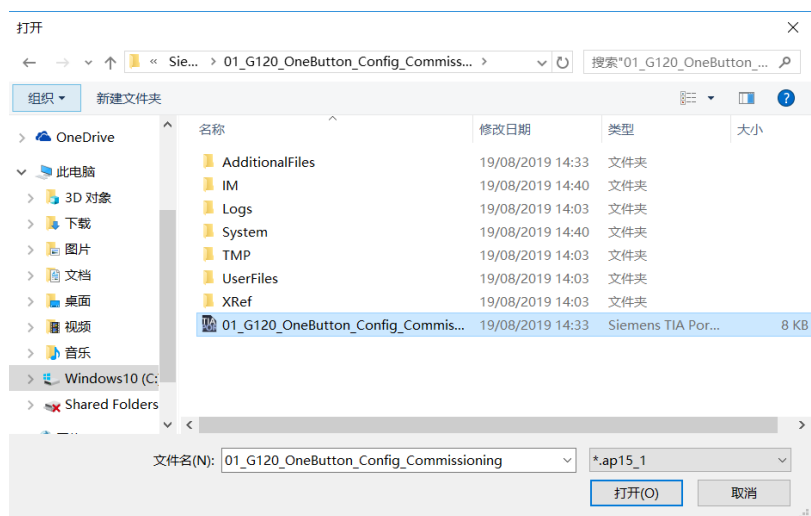 打开
« Sie... > 01_G120_OneButton_Config_Commiss... >
搜索"01_G120_OneButton_...
组织 新建文件夹
名称 修改日期 类型 大小
OneDrive
此电脑
3D 对象
下载
图片
文档
桌面
视频
音乐
Windows10 (C:
Shared Folders
AdditionalFiles 19/08/2019 14:33 文件夹
IM 19/08/2019 14:40 文件夹
Logs 19/08/2019 14:03 文件夹
System 19/08/2019 14:40 文件夹
TMP 19/08/2019 14:03 文件夹
UserFiles 19/08/2019 14:03 文件夹
XRef 19/08/2019 14:03 文件夹
01_G120_OneButton_Config_Commis... 19/08/2019 14:33 Siemens TIA Por... 8 KB
文件名(N): 01_G120_OneButton_Config_Commissioning *.ap15_1
打开(O) 取消